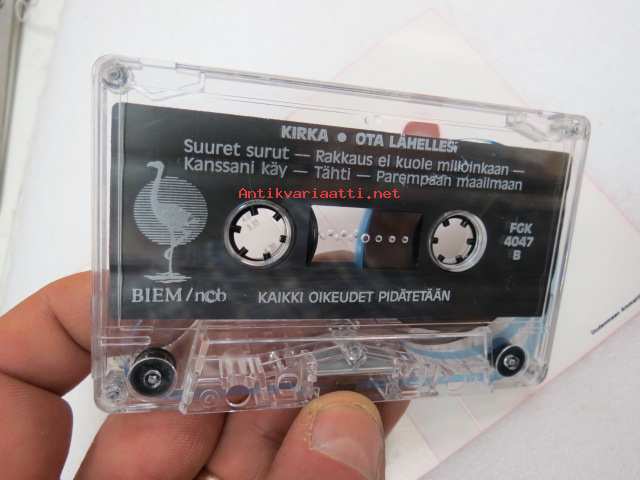 KIRKA • OTA LÄHELLESI
Suuret surut — Rakkaus ei kuole milloinkaan —
Kanssani käy — Tähti — Parempaan maailmaan
Antikvariaatti.net
FGK
4047
B
BIEM/ncb
KAIKKI OIKEUDET PIDÄTETÄÄN